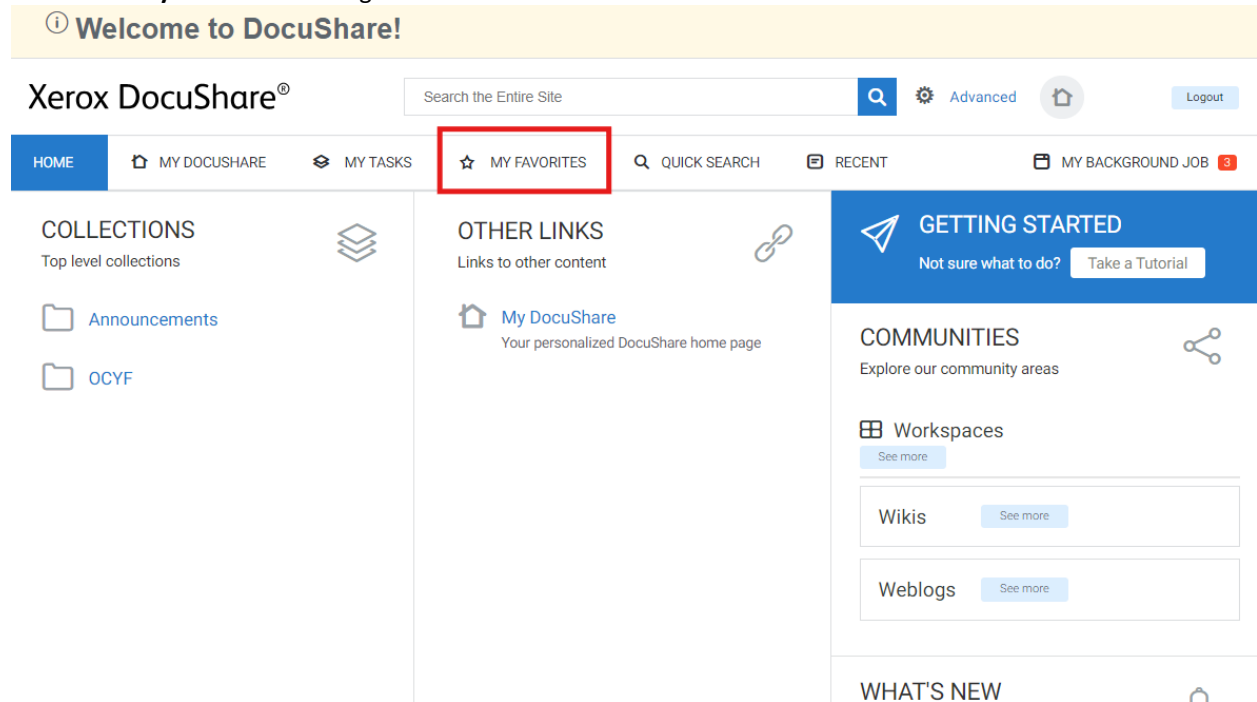 Welcome to DocuShare!
Xerox DocuShare®
Search the Entire Site
Advanced
Logout
HOME
MY DOCUSHARE
MY TASKS
MY FAVORITES
QUICK SEARCH
RECENT
MY BACKGROUND JOB 3
COLLECTIONS
Top level collections
Announcements
OCYF
OTHER LINKS
Links to other content
My DocuShare
Your personalized DocuShare home page
GETTING STARTED
Not sure what to do? Take a Tutorial
COMMUNITIES
Explore our community areas
Workspaces
See more
Wikis See more
Weblogs See more
WHAT'S NEW